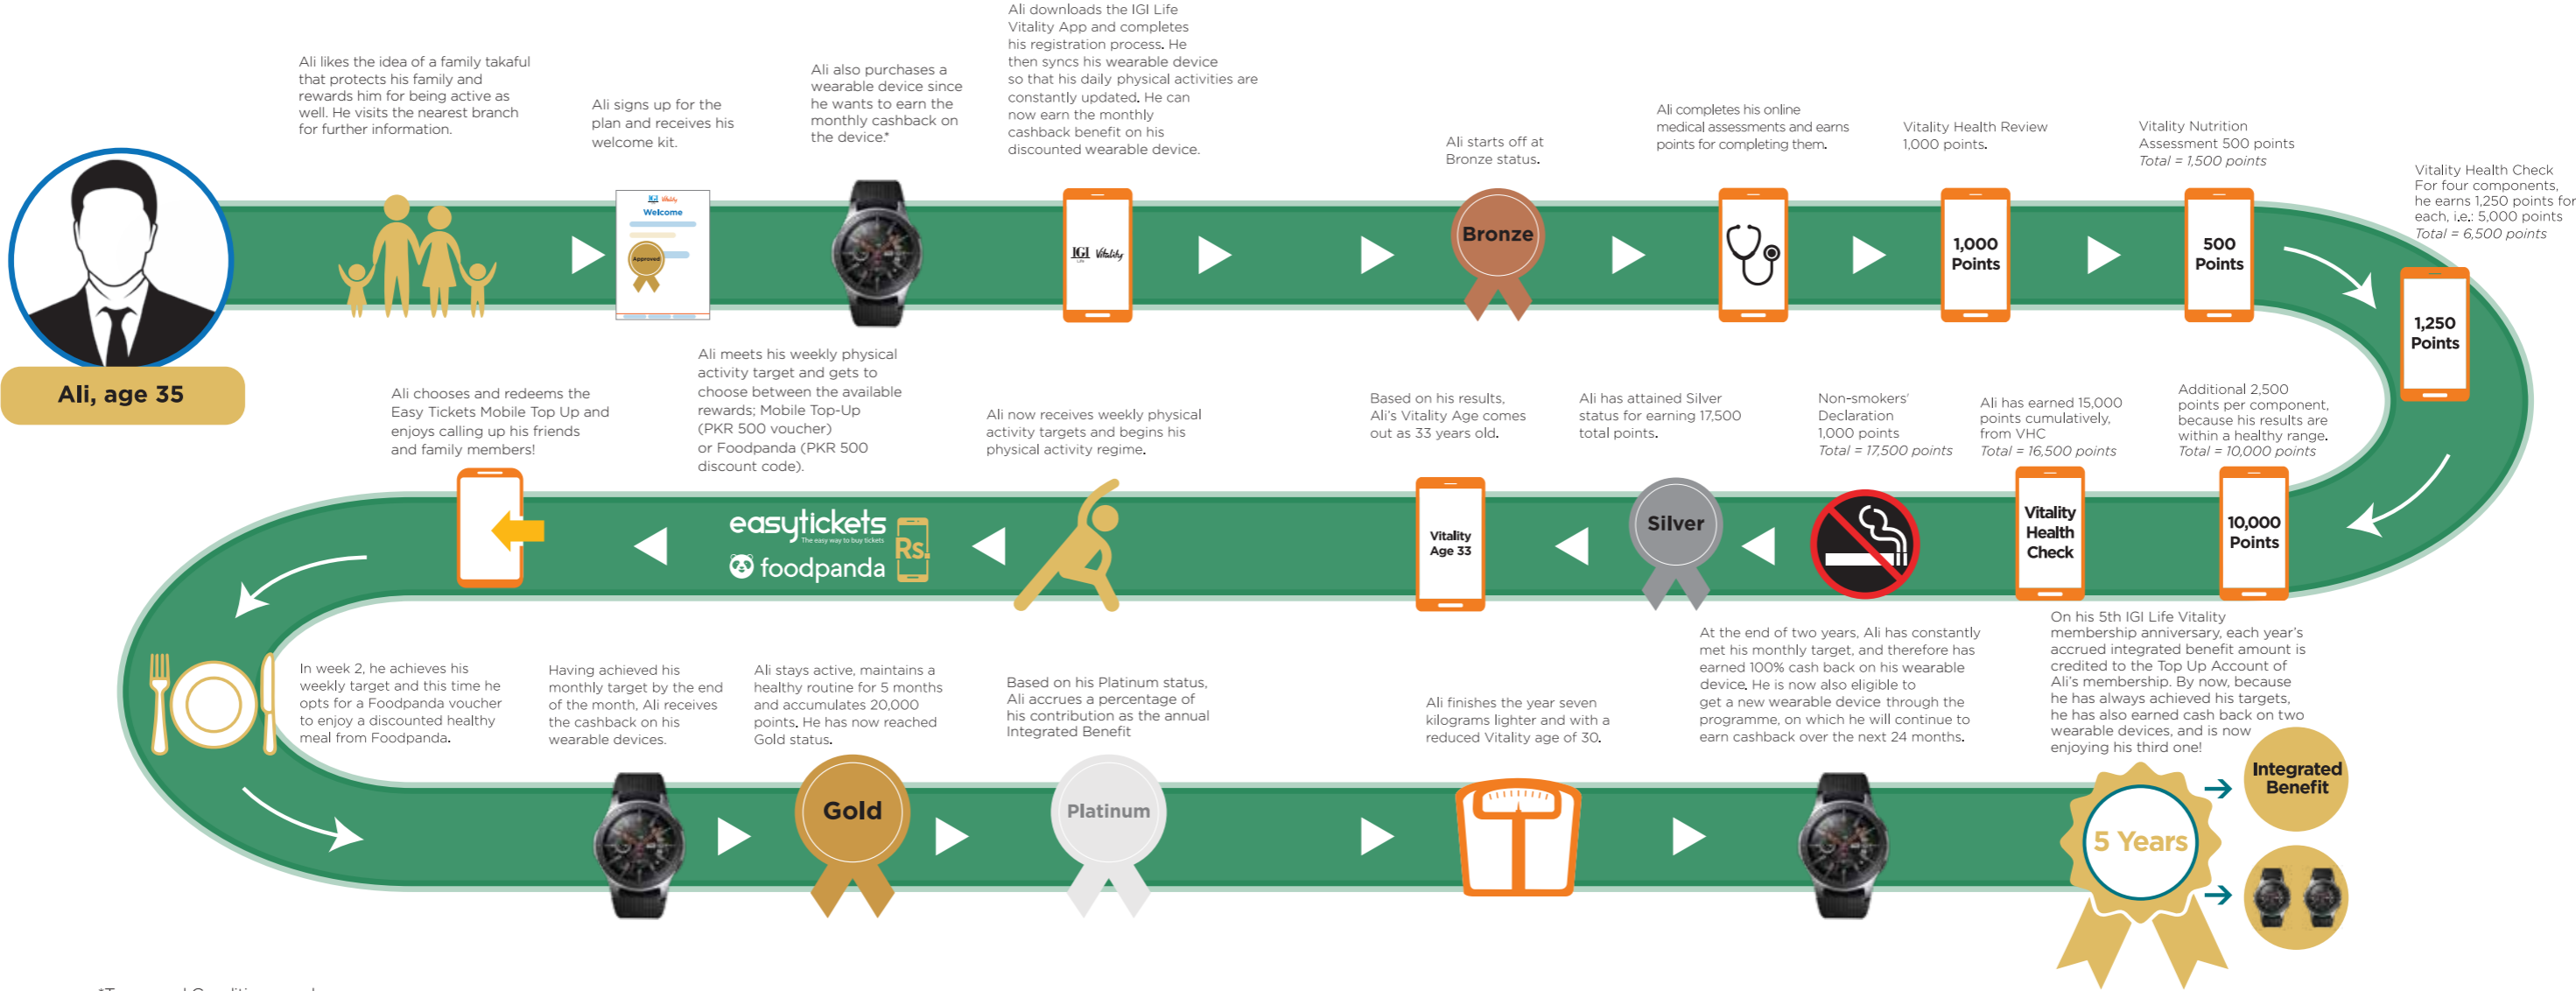 Ali, age 35
Ali likes the idea of a family takaful
that protects his family and
rewards him for being active as
well. He visits the nearest branch
for further information.
Ali signs up for the
plan and receives his
welcome kit.
IGI Vitality
Welcome
Approved
Ali also purchases a
wearable device since
he wants to earn the
monthly cashback on
the device.*
Ali downloads the IGI Life
Vitality App and completes
his registration process. He
then syncs his wearable device
so that his daily physical activities are
constantly updated. He can
now earn the monthly
cashback benefit on his
discounted wearable device.
IGI Life Vitality
Ali starts off at
Bronze status.
Bronze
Ali completes his online
medical assessments and earns
points for completing them.
Vitality Health Review
1,000 points.
1,000
Points
Vitality Nutrition
Assessment 500 points
Total = 1,500 points
500
Points
Vitality Health Check
For four components,
he earns 1,250 points for
each, i.e.: 5,000 points
Total = 6,500 points
1,250
Points
Additional 2,500
points per component,
because his results are
within a healthy range.
Total = 10,000 points
10,000
Points
Ali has earned 15,000
points cumulatively,
from VHC
Total = 16,500 points
Vitality
Health
Check
Non-smokers'
Declaration
1,000 points
Total = 17,500 points
Ali has attained Silver
status for earning 17,500
total points.
Silver
Based on his results,
Ali's Vitality Age comes
out as 33 years old.
Vitality
Age 33
Ali now receives weekly physical
activity targets and begins his
physical activity regime.
Ali meets his weekly physical
activity target and gets to
choose between the available
rewards; Mobile Top-Up
(PKR 500 voucher)
or Foodpanda (PKR 500
discount code).
easytickets
The easy way to buy tickets
foodpanda
Rs.
Ali chooses and redeems the
Easy Tickets Mobile Top Up and
enjoys calling up his friends
and family members!
In week 2, he achieves his
weekly target and this time he
opts for a Foodpanda voucher
to enjoy a discounted healthy
meal from Foodpanda.
Having achieved his
monthly target by the end
of the month, Ali receives
the cashback on his
wearable devices.
Ali stays active, maintains a
healthy routine for 5 months
and accumulates 20,000
points. He has now reached
Gold status.
Gold
Based on his Platinum status,
Ali accrues a percentage of
his contribution as the annual
Integrated Benefit
Platinum
Ali finishes the year seven
kilograms lighter and with a
reduced Vitality age of 30.
At the end of two years, Ali has constantly
met his monthly target, and therefore has
earned 100% cash back on his wearable
device. He is now also eligible to
get a new wearable device through the
programme, on which he will continue to
earn cashback over the next 24 months.
On his 5th IGI Life Vitality
membership anniversary, each year's
accrued integrated benefit amount is
credited to the Top Up Account of
Ali's membership. By now, because
he has always achieved his targets,
he has also earned cash back on two
wearable devices, and is now
enjoying his third one!
5 Years
Integrated
Benefit